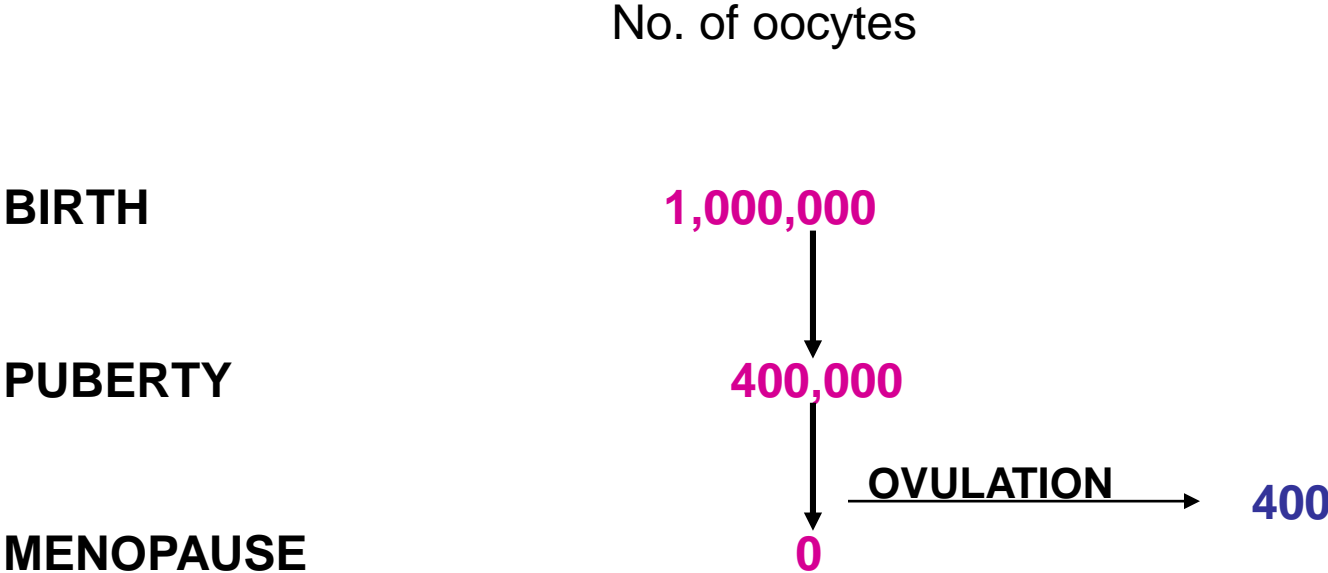 No. of oocytes
BIRTH 1,000,000
PUBERTY 400,000
OVULATION 400
MENOPAUSE 0